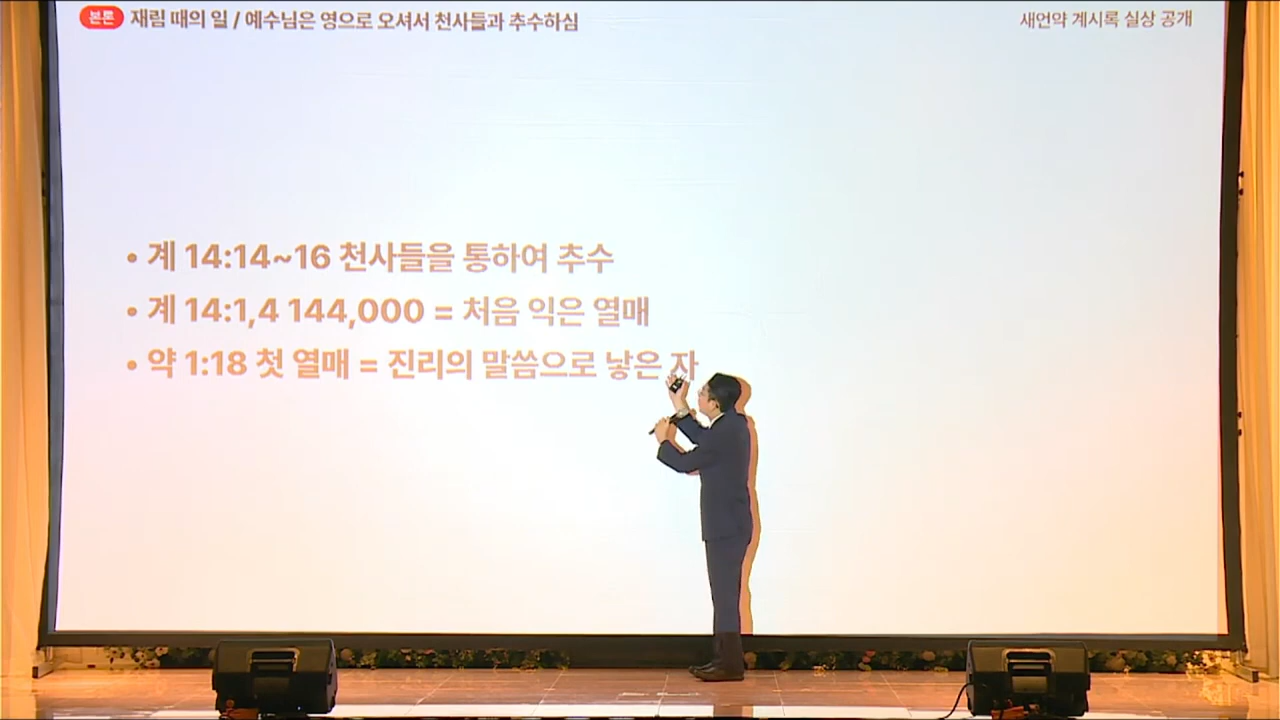 본론 재림 때의 일 / 예수님은 영으로 오셔서 천사들과 추수하심
새언약 계시록 실상 공개
• 계 14:14~16 천사들을 통하여 추수
• 계 14:1,4 144,000 = 처음 익은 열매
• 약 1:18 첫 열매 = 진리의 말씀으로 낳은 자